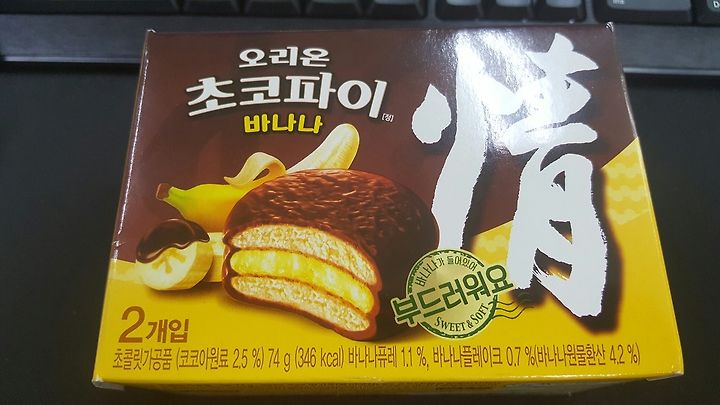 오리온
초코파이
[정]
바나나
情
바나나가 들어있어
부드러워요
SWEET & SOFT
2개입
초콜릿가공품 (코코아원료 2.5 %) 74 g (346 kcal) 바나나퓨레 1.1 %, 바나나플레이크 0.7 %(바나나원물환산 4.2 %)